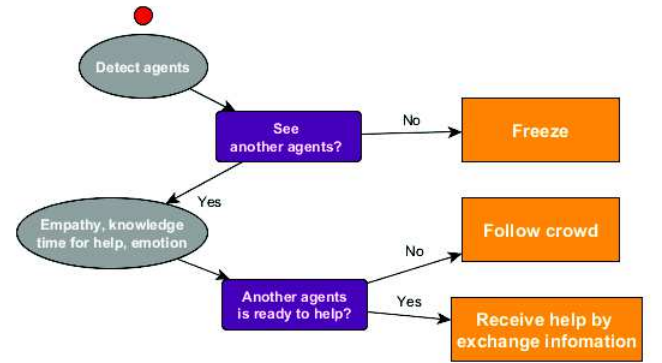 Detect agents
See
another agents?
No
Freeze
Yes
Empathy, knowledge
time for help, emotion
No
Follow crowd
Another agents
is ready to help?
Yes
Receive help by
exchange infomation